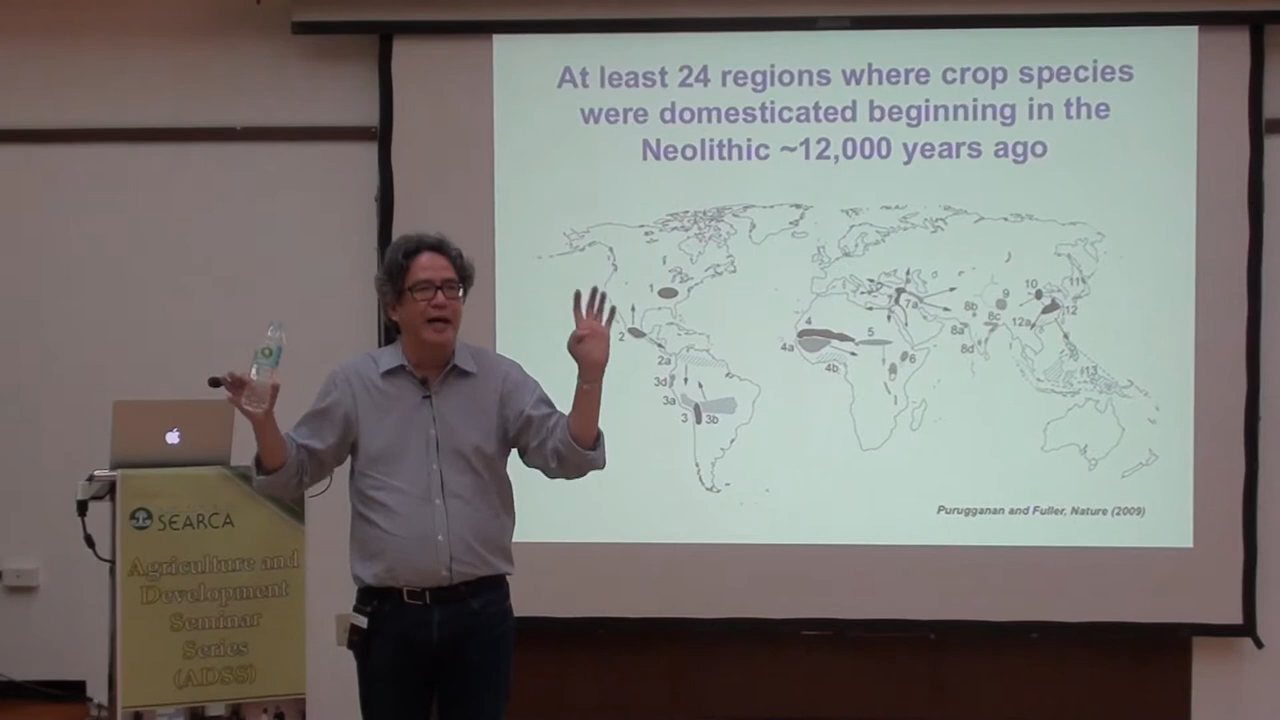 At least 24 regions where crop species
were domesticated beginning in the
Neolithic ~12,000 years ago
1
2
2a
3d
3a
3
3b
4
4a
4b
5
6
7a
8b
8a
8c
8d
9
10
11
12
12a
13
Purugganan and Fuller, Nature (2009)
SEARCA
Agriculture and
Development
Seminar
Series
(ADSS)